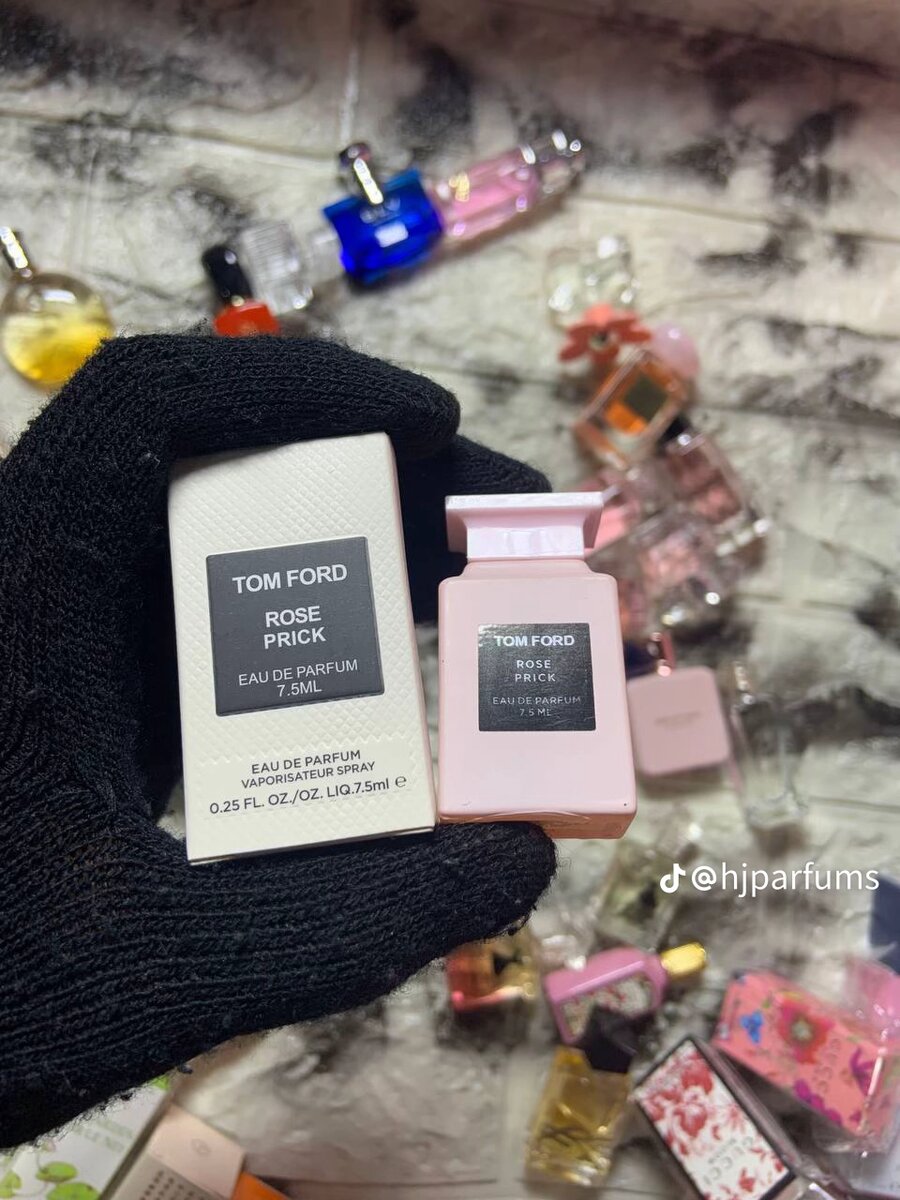 TOM FORD
ROSE
PRICK
EAU DE PARFUM
7.5ML
EAU DE PARFUM
VAPORISATEUR SPRAY
0.25 FL. OZ./OZ. LIQ.7.5ml ℮
TOM FORD
ROSE
PRICK
EAU DE PARFUM
7.5 ML
@hjparfums
GUCCI